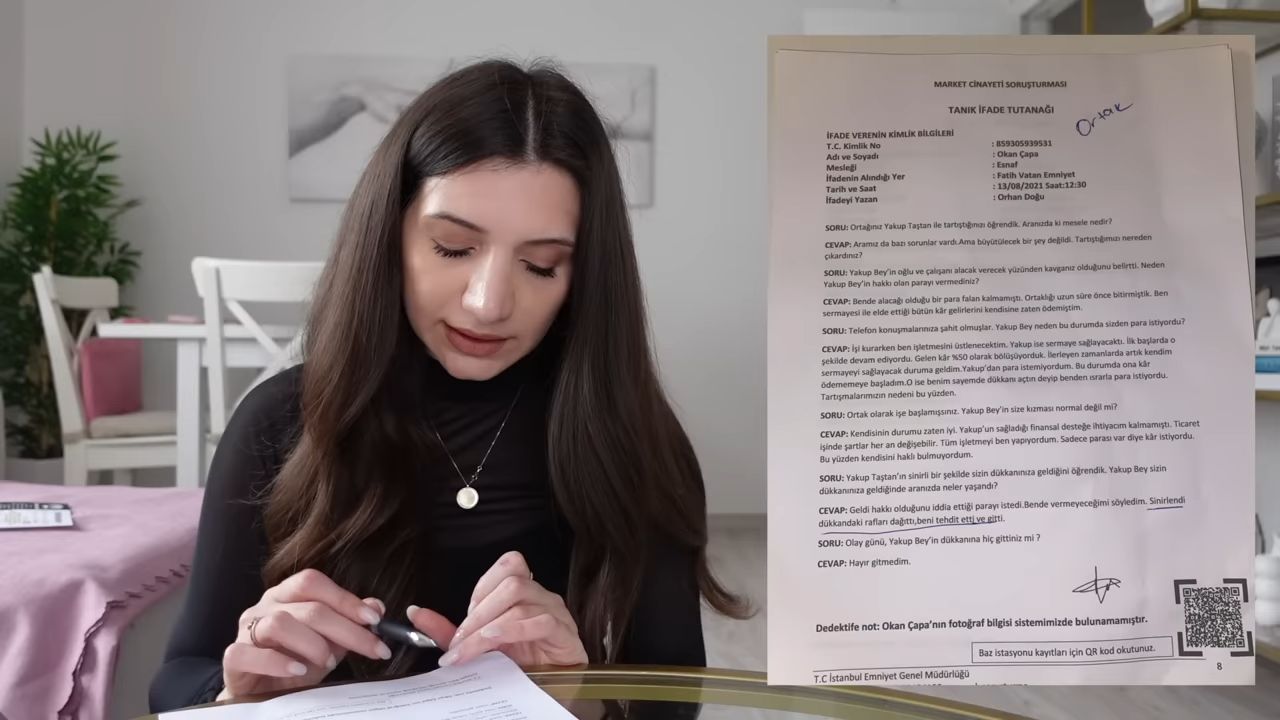 MARKET CİNAYETİ SORUŞTURMASI
TANIK İFADE TUTANAĞI
Ortak
İFADE VERENİN KİMLİK BİLGİLERİ
T.C. Kimlik No : 859305939531
Adı ve Soyadı : Okan Çapa
Mesleği : Esnaf
İfadenin Alındığı Yer : Fatih Vatan Emniyet
Tarih ve Saat : 13/08/2021 Saat:12:30
İfadeyi Yazan : Orhan Doğu
SORU: Ortağınız Yakup Taştan ile tartıştığınızı öğrendik. Aranızda ki mesele nedir?
CEVAP: Aramız da bazı sorunlar vardı.Ama büyütülecek bir şey değildi. Tartıştığımızı nereden
çıkardınız?
SORU: Yakup Bey'in oğlu ve çalışanı alacak verecek yüzünden kavganız olduğunu belirtti. Neden
Yakup Bey'in hakkı olan parayı vermediniz?
CEVAP: Bende alacağı olduğu bir para falan kalmamıştı. Ortaklığı uzun süre önce bitirmiştik. Ben
sermayesi ile elde ettiği bütün kâr gelirlerini kendisine zaten ödemiştim.
SORU: Telefon konuşmalarınıza şahit olmuşlar. Yakup Bey neden bu durumda sizden para istiyordu?
CEVAP: İşi kurarken ben işletmesini üstlenecektim. Yakup ise sermaye sağlayacaktı. İlk başlarda o
şekilde devam ediyordu. Gelen kâr %50 olarak bölüşüyorduk. İlerleyen zamanlarda artık kendim
sermayeyi sağlayacak duruma geldim.Yakup'dan para istemiyordum. Bu durumda ona kâr
ödememeye başladım.O ise benim sayemde dükkanı açtın deyip benden ısrarla para istiyordu.
Tartışmalarımızın nedeni bu yüzden.
SORU: Ortak olarak işe başlamışsınız. Yakup Bey'in size kızması normal değil mi?
CEVAP: Kendisinin durumu zaten iyi. Yakup'un sağladığı finansal desteğe ihtiyacım kalmamıştı. Ticaret
işinde şartlar her an değişebilir. Tüm işletmeyi ben yapıyordum. Sadece parası var diye kâr istiyordu.
Bu yüzden kendisini haklı bulmuyordum.
SORU: Yakup Taştan'ın sinirli bir şekilde sizin dükkanınıza geldiğini öğrendik. Yakup Bey sizin
dükkanınıza geldiğinde aranızda neler yaşandı?
CEVAP: Geldi hakkı olduğunu iddia ettiği parayı istedi.Bende vermeyeceğimi söyledim. Sinirlendi
dükkandaki rafları dağıttı,beni tehdit etti ve gitti.
SORU: Olay günü, Yakup Bey'in dükkanına hiç gittiniz mi ?
CEVAP: Hayır gitmedim.
Dedektife not: Okan Çapa'nın fotoğraf bilgisi sistemimizde bulunamamıştır.
Baz istasyonu kayıtları için QR kod okutunuz.
8
T.C İstanbul Emniyet Genel Müdürlüğü